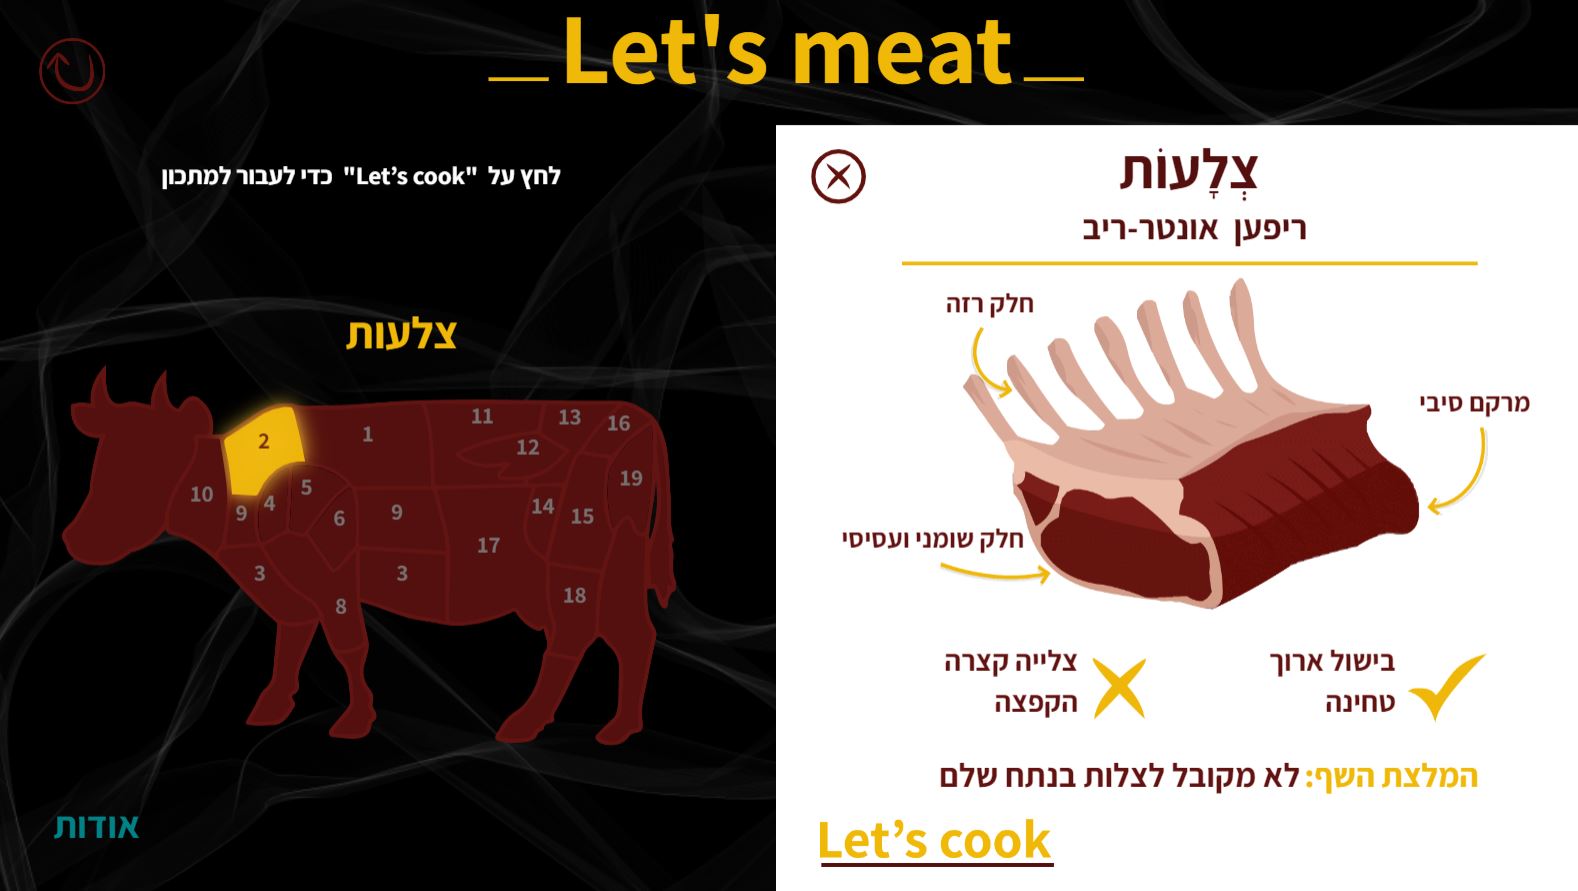 Let's meat
לחץ על "Let’s cook" כדי לעבור למתכון
צלעות
1
2
3
3
4
5
6
8
9
9
10
11
12
13
14
15
16
17
18
19
אודות
צְלָעוֹת
ריפען אונטר-ריב
חלק רזה
מרקם סיבי
חלק שומני ועסיסי
בישול ארוך
טחינה
צלייה קצרה
הקפצה
המלצת השף: לא מקובל לצלות בנתח שלם
Let’s cook